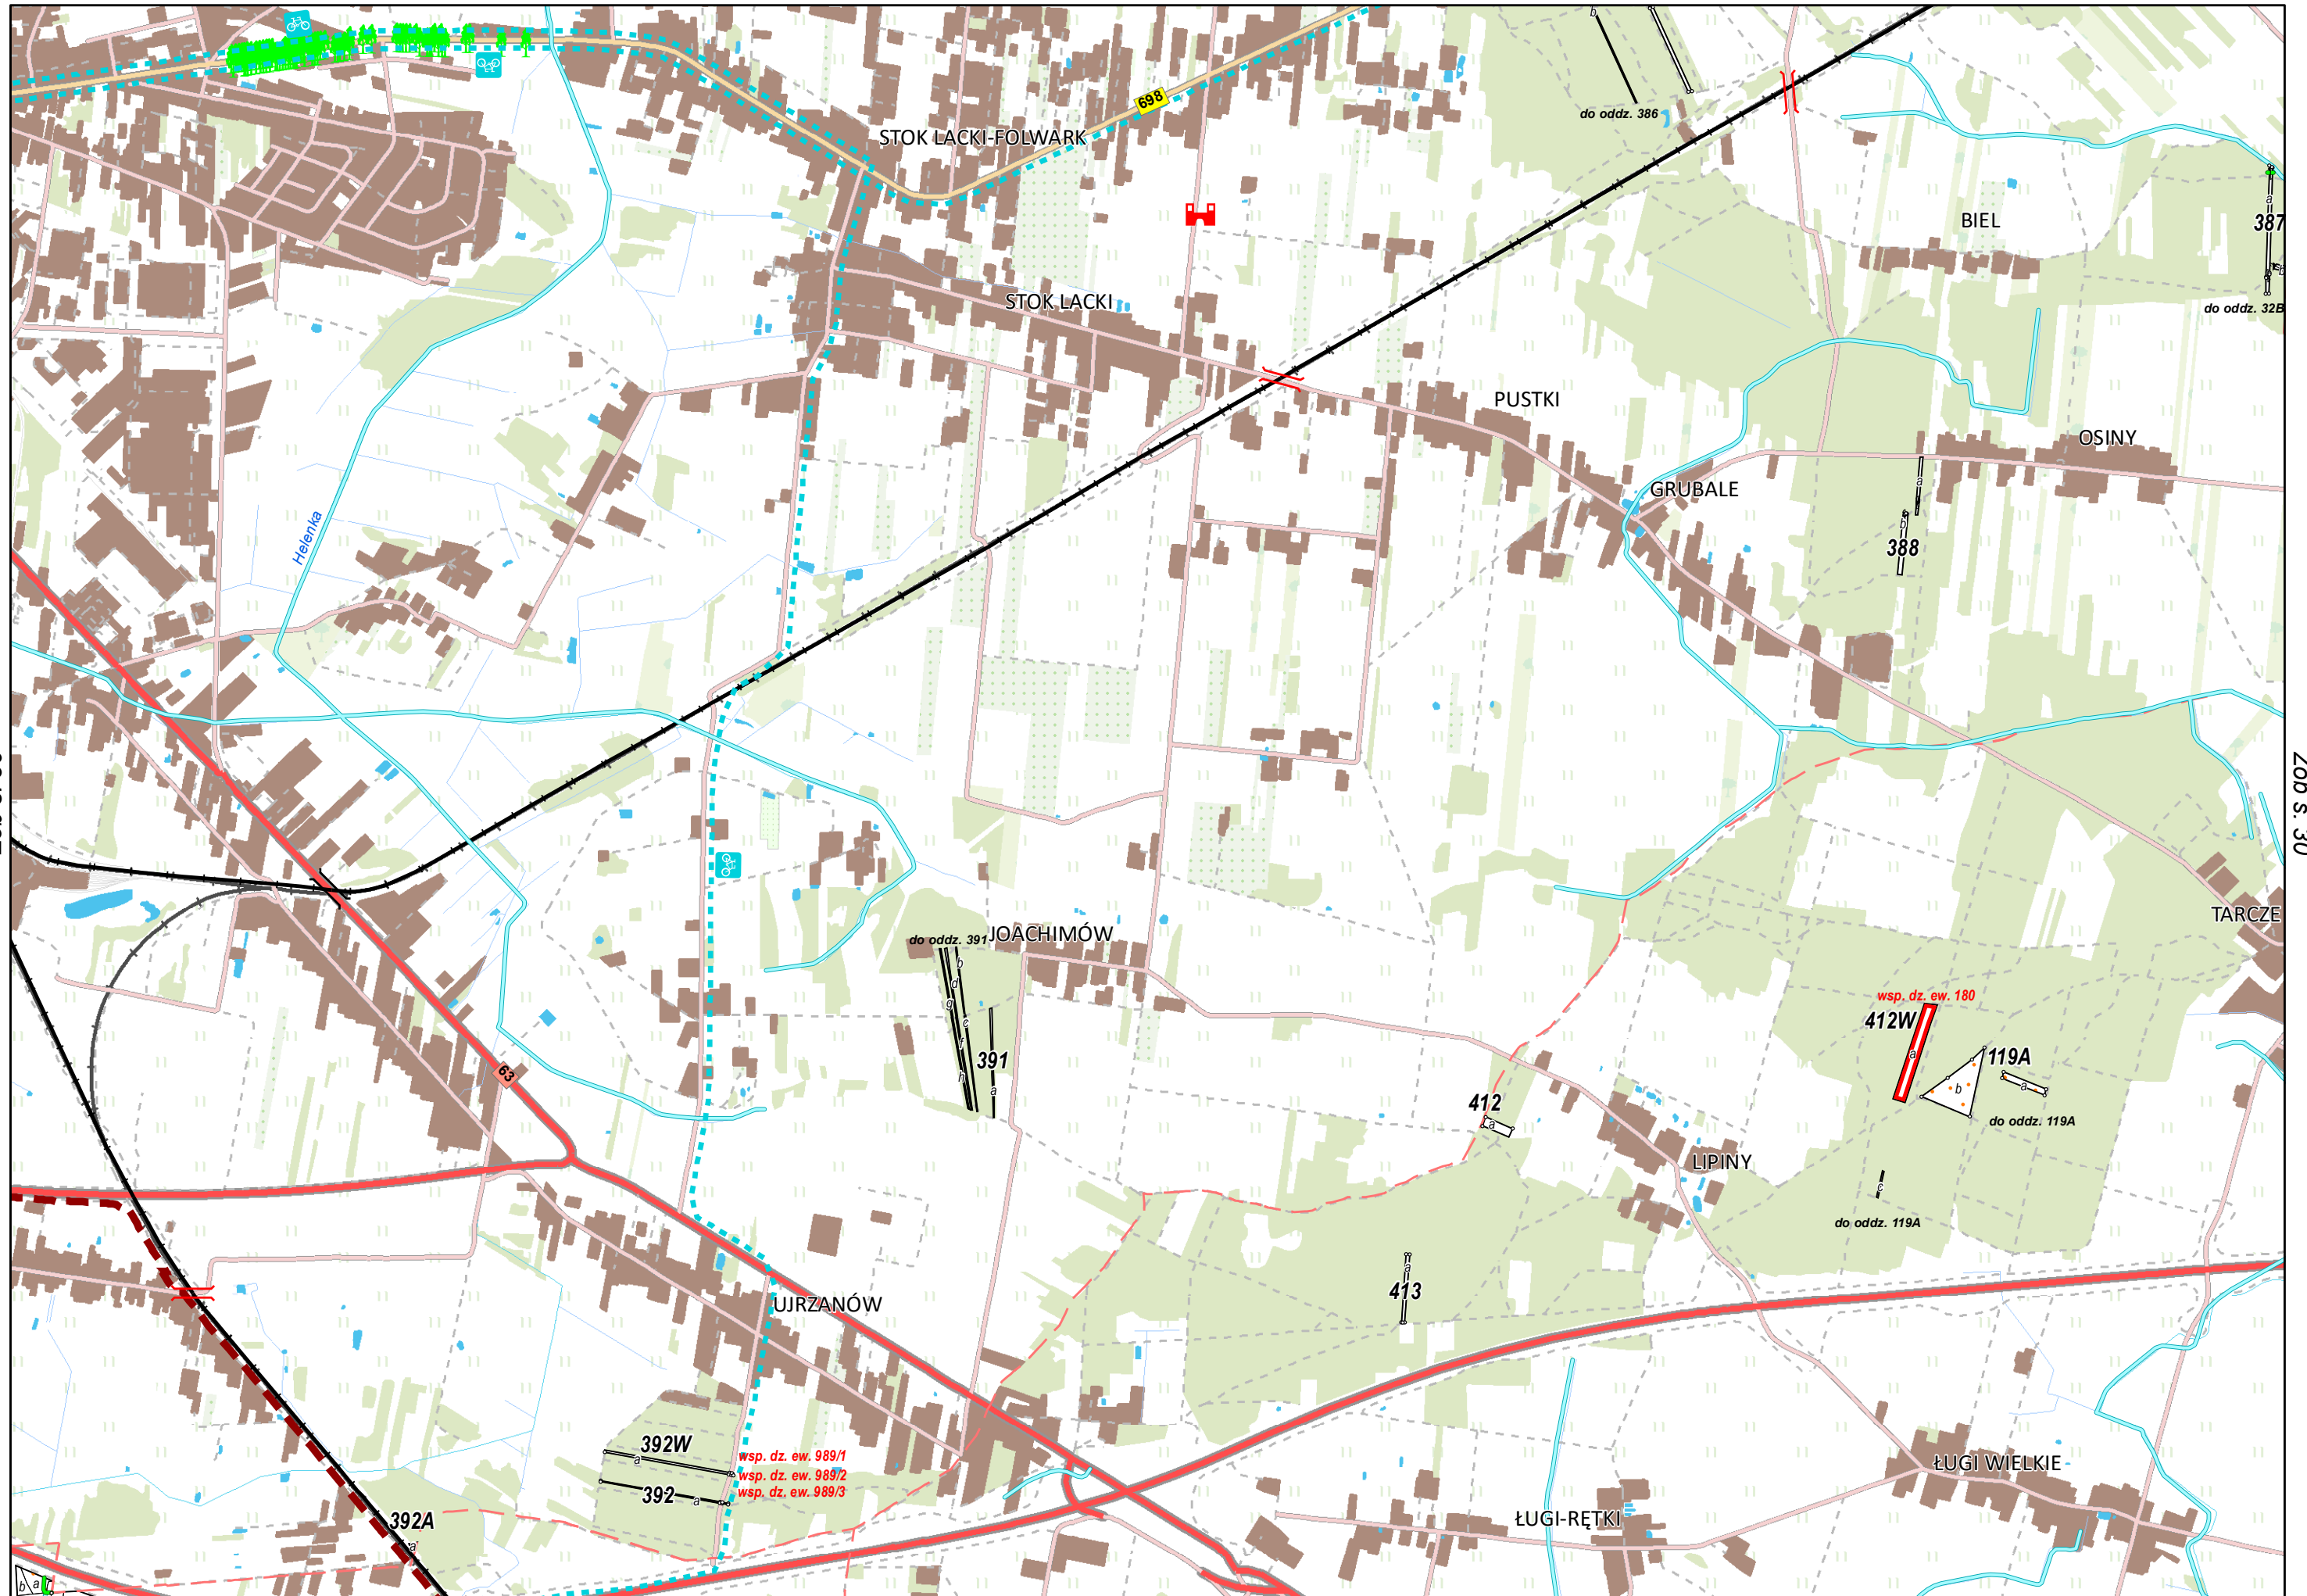 b
do oddz. 386
698
STOK LACKI-FOLWARK
BIEL
a
387
b
do oddz. 32B
STOK LACKI
PUSTKI
OSINY
GRUBALE
a
b
388
Helenka
Zob s. 30
TARCZE
do oddz. 391
JOACHIMÓW
b
d
g
c
f
h
391
a
wsp. dz. ew. 180
412W
a
119A
b
a
do oddz. 119A
63
412
a
LIPINY
c
do oddz. 119A
a
413
UJRZANÓW
392W
a
wsp. dz. ew. 989/1
wsp. dz. ew. 989/2
wsp. dz. ew. 989/3
392
a
ŁUGI WIELKIE
ŁUGI-RĘTKI
392A
a
b
a